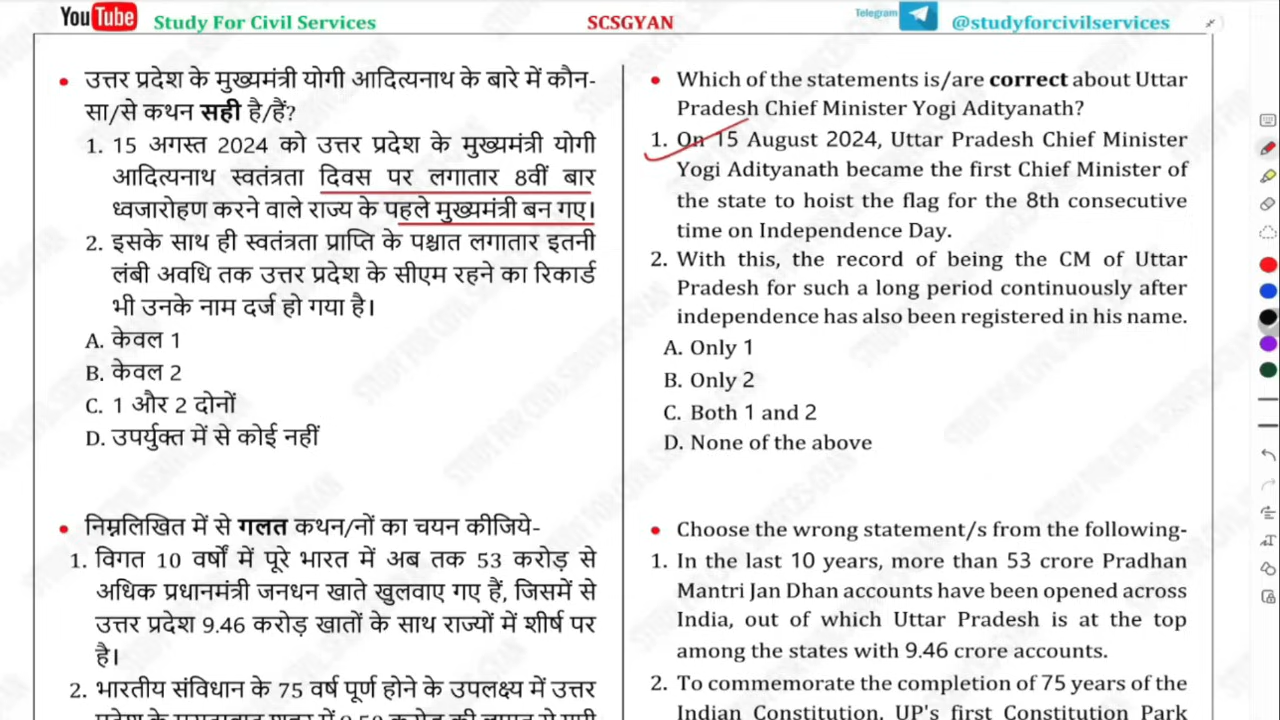 YouTube Study For Civil Services SCSGYAN Telegram @studyforcivilservices
• उत्तर प्रदेश के मुख्यमंत्री योगी आदित्यनाथ के बारे में कौन-
सा/से कथन सही है/हैं?
1. 15 अगस्त 2024 को उत्तर प्रदेश के मुख्यमंत्री योगी
आदित्यनाथ स्वतंत्रता दिवस पर लगातार 8वीं बार
ध्वजारोहण करने वाले राज्य के पहले मुख्यमंत्री बन गए।
2. इसके साथ ही स्वतंत्रता प्राप्ति के पश्चात लगातार इतनी
लंबी अवधि तक उत्तर प्रदेश के सीएम रहने का रिकार्ड
भी उनके नाम दर्ज हो गया है।
A. केवल 1
B. केवल 2
C. 1 और 2 दोनों
D. उपर्युक्त में से कोई नहीं
• निम्नलिखित में से गलत कथन/नों का चयन कीजिये-
1. विगत 10 वर्षों में पूरे भारत में अब तक 53 करोड़ से
अधिक प्रधानमंत्री जनधन खाते खुलवाए गए हैं, जिसमें से
उत्तर प्रदेश 9.46 करोड़ खातों के साथ राज्यों में शीर्ष पर
है।
2. भारतीय संविधान के 75 वर्ष पूर्ण होने के उपलक्ष्य में उत्तर
• Which of the statements is/are correct about Uttar
Pradesh Chief Minister Yogi Adityanath?
1. On 15 August 2024, Uttar Pradesh Chief Minister
Yogi Adityanath became the first Chief Minister of
the state to hoist the flag for the 8th consecutive
time on Independence Day.
2. With this, the record of being the CM of Uttar
Pradesh for such a long period continuously after
independence has also been registered in his name.
A. Only 1
B. Only 2
C. Both 1 and 2
D. None of the above
• Choose the wrong statement/s from the following-
1. In the last 10 years, more than 53 crore Pradhan
Mantri Jan Dhan accounts have been opened across
India, out of which Uttar Pradesh is at the top
among the states with 9.46 crore accounts.
2. To commemorate the completion of 75 years of the
Indian Constitution, UP's first Constitution Park